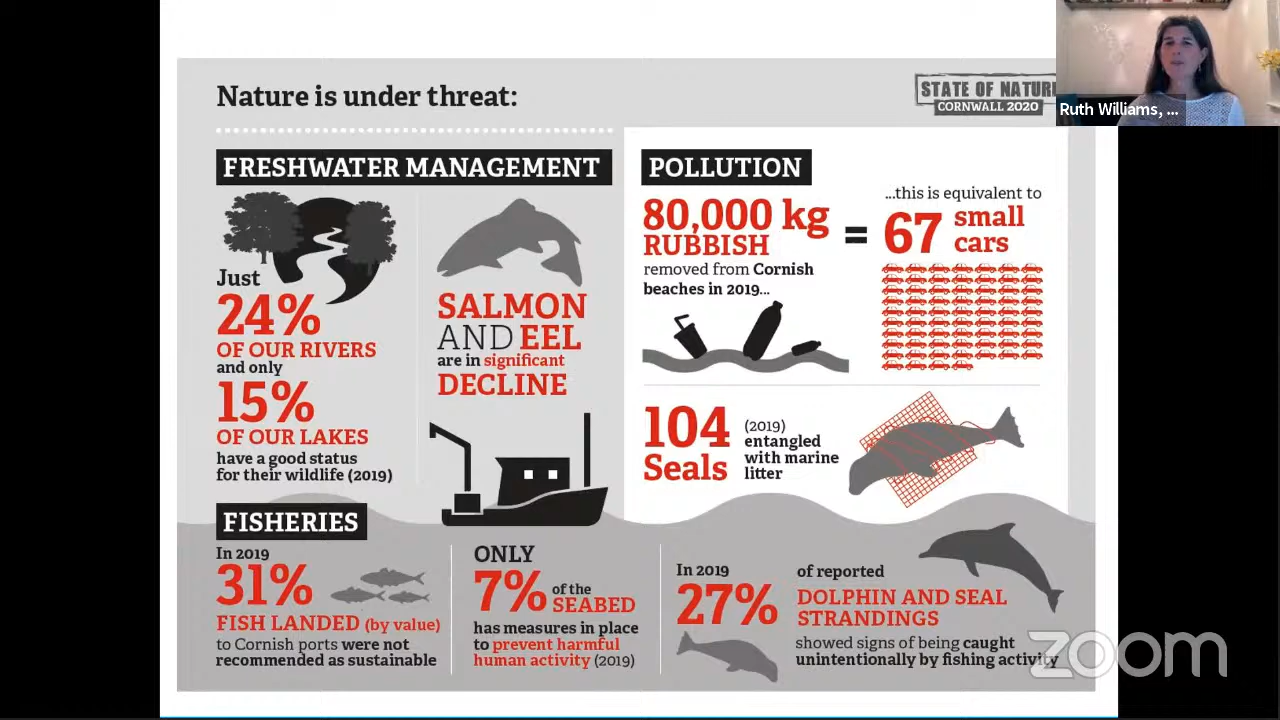 Nature is under threat:
STATE OF NATURE
CORNWALL 2020
Ruth Williams, ...
FRESHWATER MANAGEMENT
Just
24%
OF OUR RIVERS
and only
15%
OF OUR LAKES
have a good status
for their wildlife (2019)
SALMON
AND EEL
are in significant
DECLINE
POLLUTION
80,000 kg
RUBBISH
removed from Cornish
beaches in 2019...
=
...this is equivalent to
67 small
cars
104
Seals
(2019)
entangled
with marine
litter
FISHERIES
In 2019
31%
FISH LANDED (by value)
to Cornish ports were not
recommended as sustainable
ONLY
7% of the
SEABED
has measures in place
to prevent harmful
human activity (2019)
In 2019
27%
of reported
DOLPHIN AND SEAL
STRANDINGS
showed signs of being caught
unintentionally by fishing activity
zoom